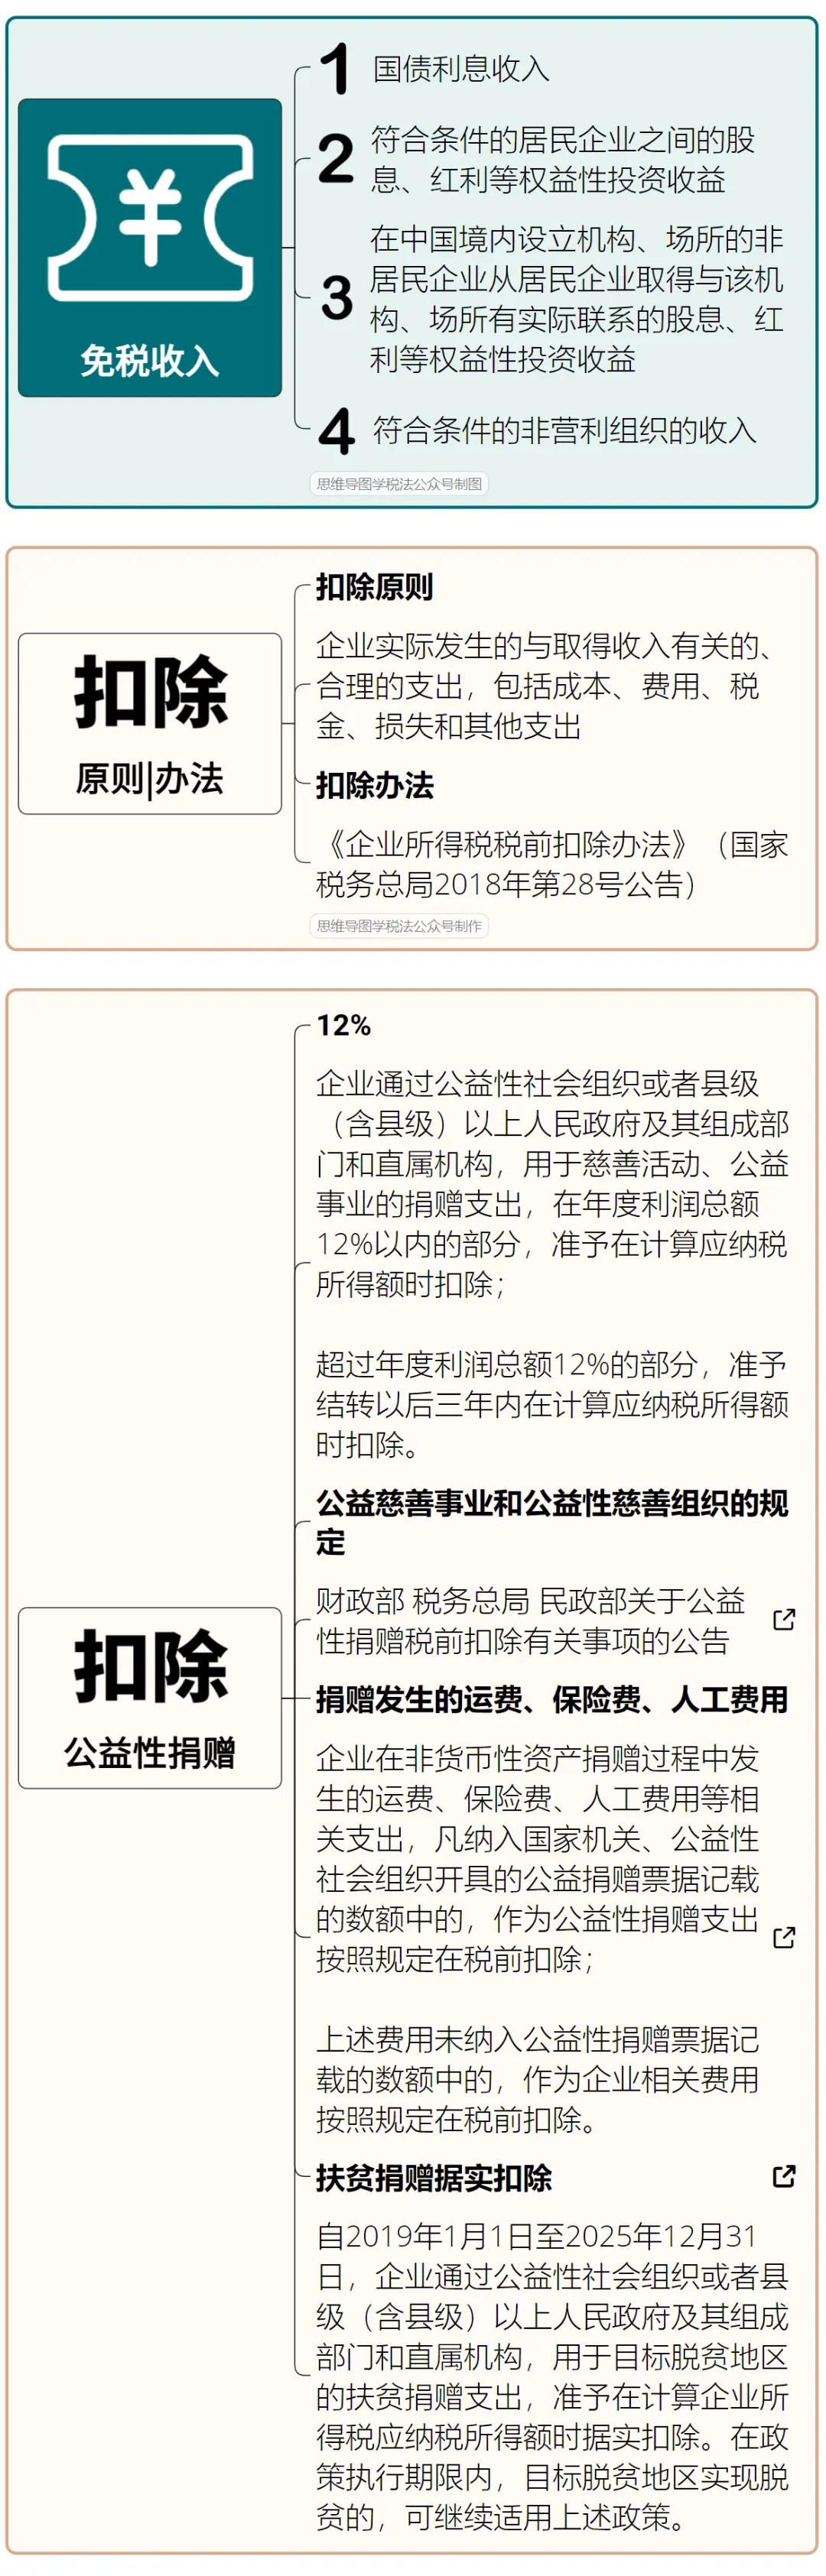 1 国债利息收入
2 符合条件的居民企业之间的股
息、红利等权益性投资收益
3 在中国境内设立机构、场所的非
居民企业从居民企业取得与该机
构、场所有实际联系的股息、红
利等权益性投资收益
¥
免税收入
4 符合条件的非营利组织的收入
思维导图学税法公众号制图
扣除原则
企业实际发生的与取得收入有关的、
合理的支出，包括成本、费用、税
金、损失和其他支出
扣除
原则|办法
扣除办法
《企业所得税税前扣除办法》（国家
税务总局2018年第28号公告）
思维导图学税法公众号制作
12%
企业通过公益性社会组织或者县级
（含县级）以上人民政府及其组成部
门和直属机构，用于慈善活动、公益
事业的捐赠支出，在年度利润总额
12%以内的部分，准予在计算应纳税
所得额时扣除；
超过年度利润总额12%的部分，准予
结转以后三年内在计算应纳税所得额
时扣除。
公益慈善事业和公益性慈善组织的规
定
财政部 税务总局 民政部关于公益
性捐赠税前扣除有关事项的公告
扣除
公益性捐赠
捐赠发生的运费、保险费、人工费用
企业在非货币性资产捐赠过程中发
生的运费、保险费、人工费用等相
关支出，凡纳入国家机关、公益性
社会组织开具的公益捐赠票据记载
的数额中的，作为公益性捐赠支出
按照规定在税前扣除；
上述费用未纳入公益性捐赠票据记
载的数额中的，作为企业相关费用
按照规定在税前扣除。
扶贫捐赠据实扣除
自2019年1月1日至2025年12月31
日，企业通过公益性社会组织或者县
级（含县级）以上人民政府及其组成
部门和直属机构，用于目标脱贫地区
的扶贫捐赠支出，准予在计算企业所
得税应纳税所得额时据实扣除。在政
策执行期限内，目标脱贫地区实现脱
贫的，可继续适用上述政策。